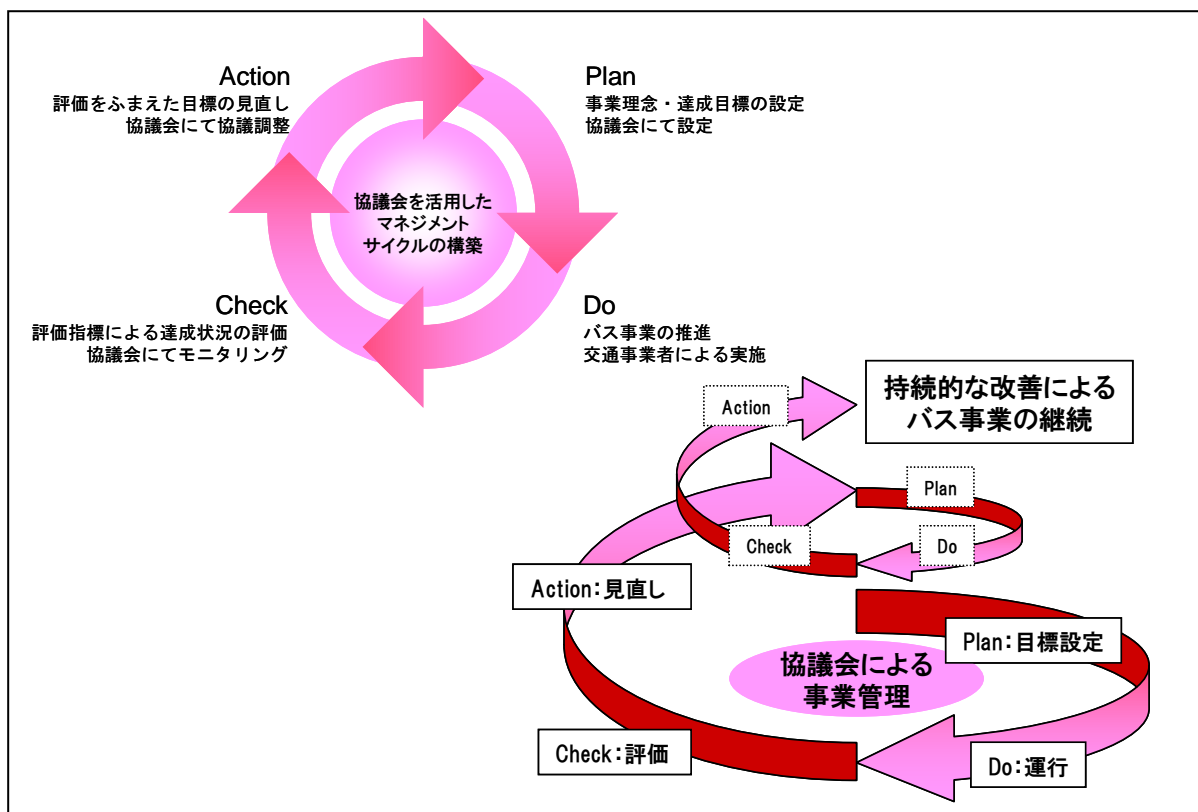 Action
評価をふまえた目標の見直し
協議会にて協議調整
Plan
事業理念・達成目標の設定
協議会にて設定
協議会を活用した
マネジメント
サイクルの構築
Check
評価指標による達成状況の評価
協議会にてモニタリング
Do
バス事業の推進
交通事業者による実施
Action
持続的な改善による
バス事業の継続
Plan
Check
Do
Action:見直し
Plan:目標設定
協議会による
事業管理
Check:評価
Do:運行